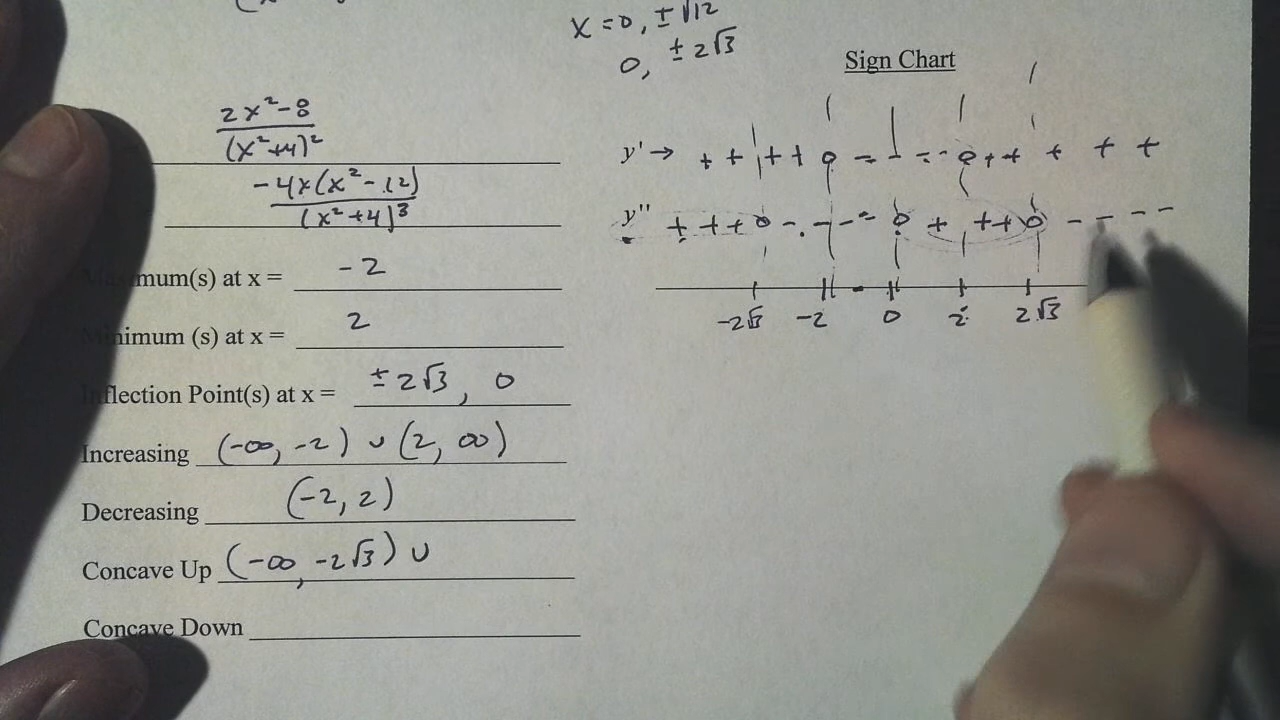 x = 0, ± √12
0, ± 2√3
Sign Chart
2x² - 8
(x² + 4)²
-4x(x² - 12)
(x² + 4)³
y' → + + + + 0 - - - - 0 + + + + +
y'' + + + 0 - - - - 0 + + + 0 - - - -
-2√3 -2 0 2 2√3
mum(s) at x = -2
inimum (s) at x = 2
nflection Point(s) at x = ± 2√3, 0
Increasing (-∞, -2) ∪ (2, ∞)
Decreasing (-2, 2)
Concave Up (-∞, -2√3) ∪
Concave Down